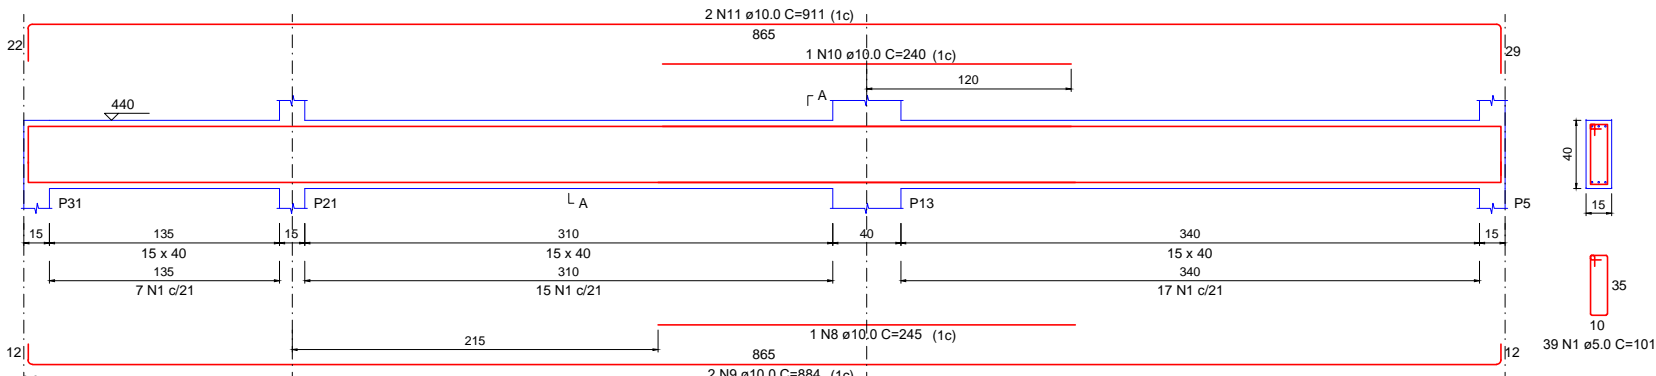 2 N11 ø10.0 C=911 (1c)
865
22
29
1 N10 ø10.0 C=240 (1c)
120
A
440
40
P31
P21
A
P13
P5
15
15
135
15
310
40
340
15
15 x 40
15 x 40
15 x 40
135
310
340
7 N1 c/21
15 N1 c/21
17 N1 c/21
35
10
39 N1 ø5.0 C=101
1 N8 ø10.0 C=245 (1c)
215
12
865
12
2 N9 ø10.0 C=884 (1c)